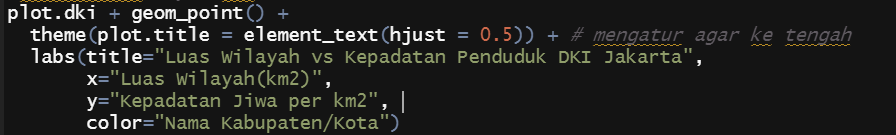 plot.dki + geom_point() +
  theme(plot.title = element_text(hjust = 0.5)) + # mengatur agar ke tengah
  labs(title="Luas Wilayah vs Kepadatan Penduduk DKI Jakarta",
       x="Luas Wilayah(km2)",
       y="Kepadatan Jiwa per km2",
       color="Nama Kabupaten/Kota")